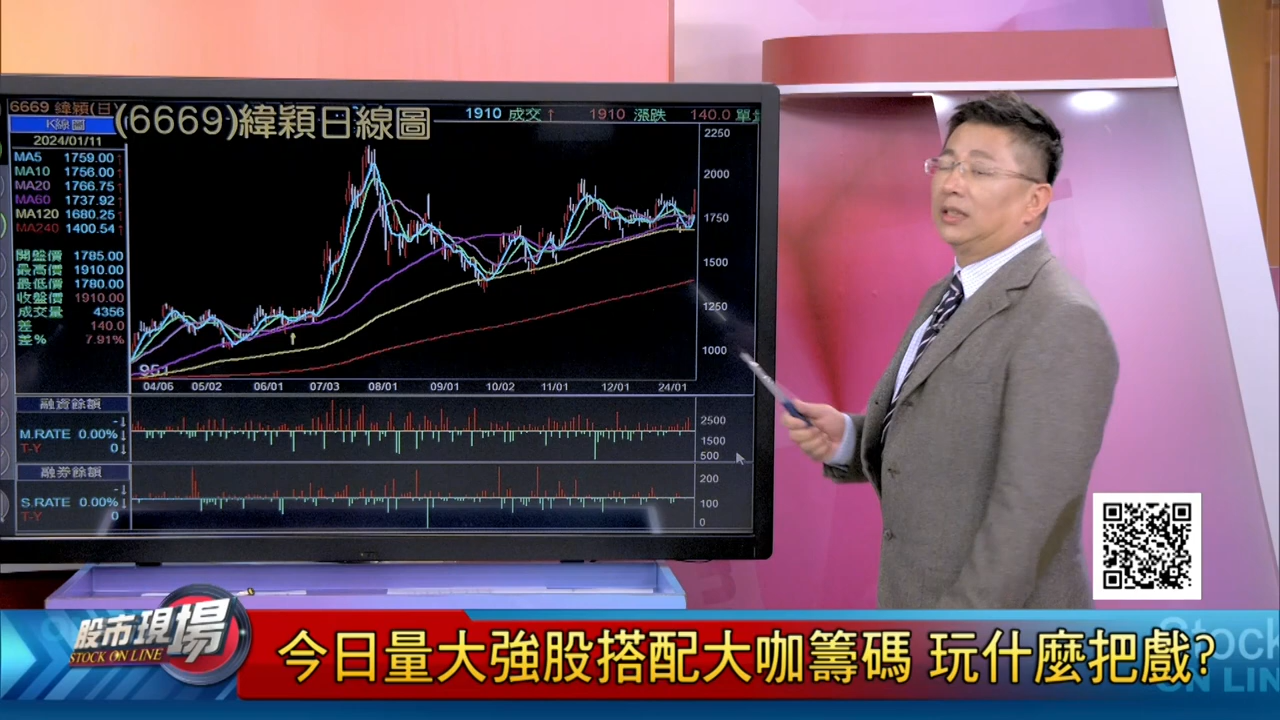 6669 緯穎(日)
(6669)緯穎日線圖
1910 成交↑ 1910 漲跌 140.0
K線圖
2024/01/11
MA5 1759.00↑
MA10 1756.00↑
MA20 1766.75↑
MA60 1737.92↑
MA120 1680.25↑
MA240 1400.54↑
開盤價 1785.00
最高價 1910.00
最低價 1780.00
收盤價 1910.00
成交量 4356
差 140.0
差% 7.91%
2250
2000
1750
1500
1250
1000
951
04/06 05/02 06/01 07/03 08/01 09/01 10/02 11/01 12/01 24/01
融資餘額
-↓
M.RATE 0.00%↓
T-Y 0↓
2500
1500
500
融券餘額
-↓
S.RATE 0.00%↓
T-Y 0
200
100
0
股市現場
STOCK ON LINE
今日量大強股搭配大咖籌碼 玩什麼把戲?
Stock
ON LIN